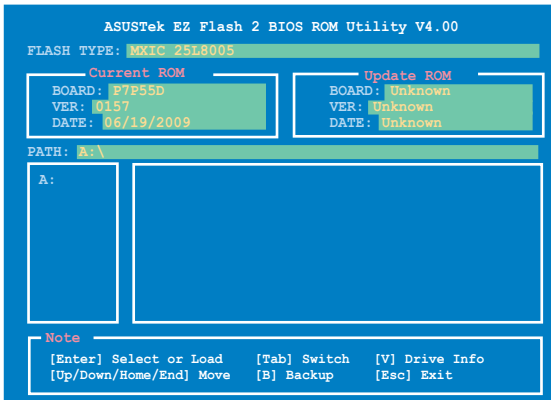 ASUSTek EZ Flash 2 BIOS ROM Utility V4.00
FLASH TYPE: MXIC 25L8005
Current ROM
BOARD: P7P55D
VER: 0157
DATE: 06/19/2009
Update ROM
BOARD: Unknown
VER: Unknown
DATE: Unknown
PATH: A:\
A:
Note
[Enter] Select or Load [Tab] Switch [V] Drive Info
[Up/Down/Home/End] Move [B] Backup [Esc] Exit